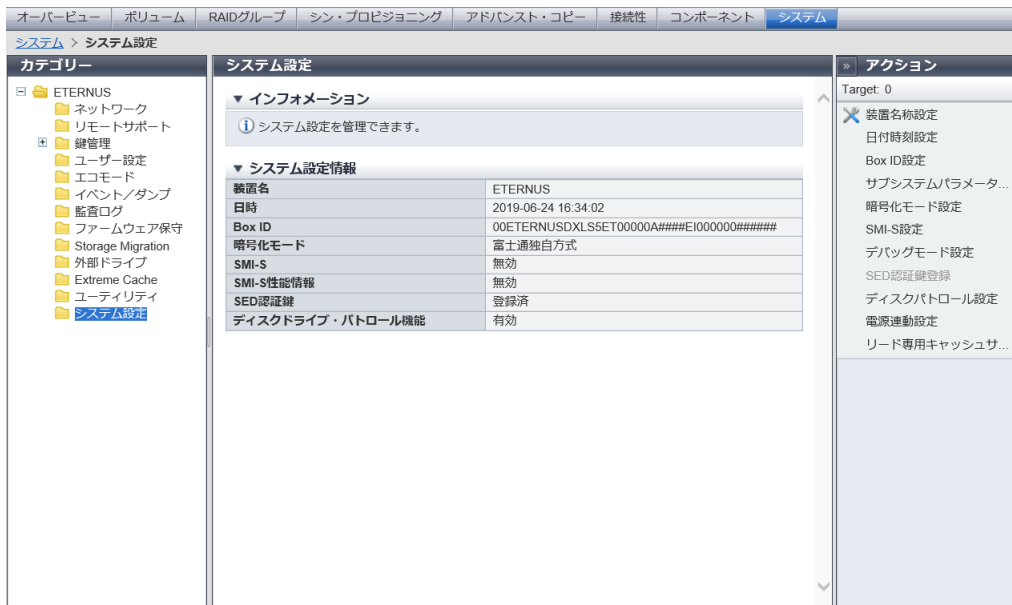 オーバービュー ボリューム RAIDグループ シン・プロビジョニング アドバンスト・コピー 接続性 コンポーネント システム
システム > システム設定
カテゴリー
ETERNUS
ネットワーク
リモートサポート
鍵管理
ユーザー設定
エコモード
イベント／ダンプ
監査ログ
ファームウェア保守
Storage Migration
外部ドライブ
Extreme Cache
ユーティリティ
システム設定
システム設定
▼ インフォメーション
システム設定を管理できます。
▼ システム設定情報
装置名 ETERNUS
日時 2019-06-24 16:34:02
Box ID 00ETERNUSDXLS5ET00000A####EI000000######
暗号化モード 富士通独自方式
SMI-S 無効
SMI-S性能情報 無効
SED認証鍵 登録済
ディスクドライブ・パトロール機能 有効
» アクション
Target: 0
装置名称設定
日付時刻設定
Box ID設定
サブシステムパラメータ...
暗号化モード設定
SMI-S設定
デバッグモード設定
SED認証鍵登録
ディスクパトロール設定
電源連動設定
リード専用キャッシュサ...